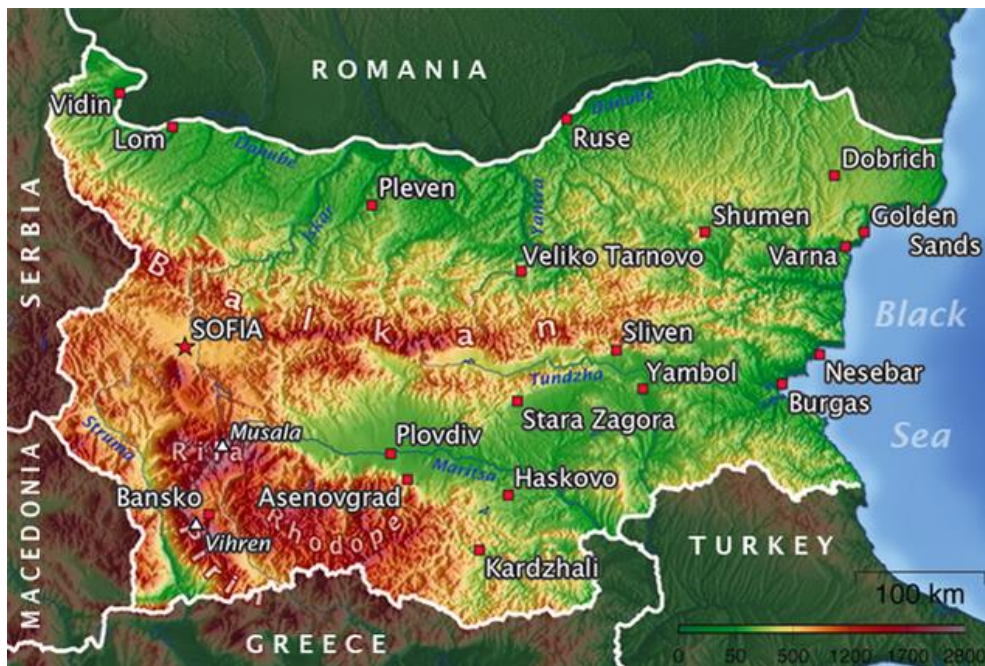 ROMANIA
Vidin
Lom
Danube
Danube
Ruse
Dobrich
Pleven
Iskar
Yantra
Shumen
Golden
Sands
Varna
Veliko Tarnovo
SERBIA
Balkan
SOFIA
Black
Sea
Sliven
Tundzha
Yambol
Nesebar
Burgas
Stara Zagora
Struma
Musala
Rila
Plovdiv
Maritsa
Haskovo
Asenovgrad
Bansko
Rhodope
Vihren
Pirin
Kardzhali
MACEDONIA
GREECE
TURKEY
100 km
0 50 500 1200 1700 2800